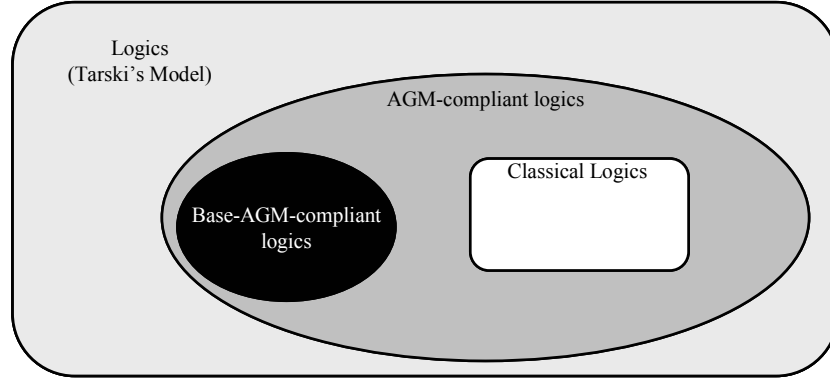 Logics
(Tarski’s Model)
AGM-compliant logics
Classical Logics
Base-AGM-compliant
logics